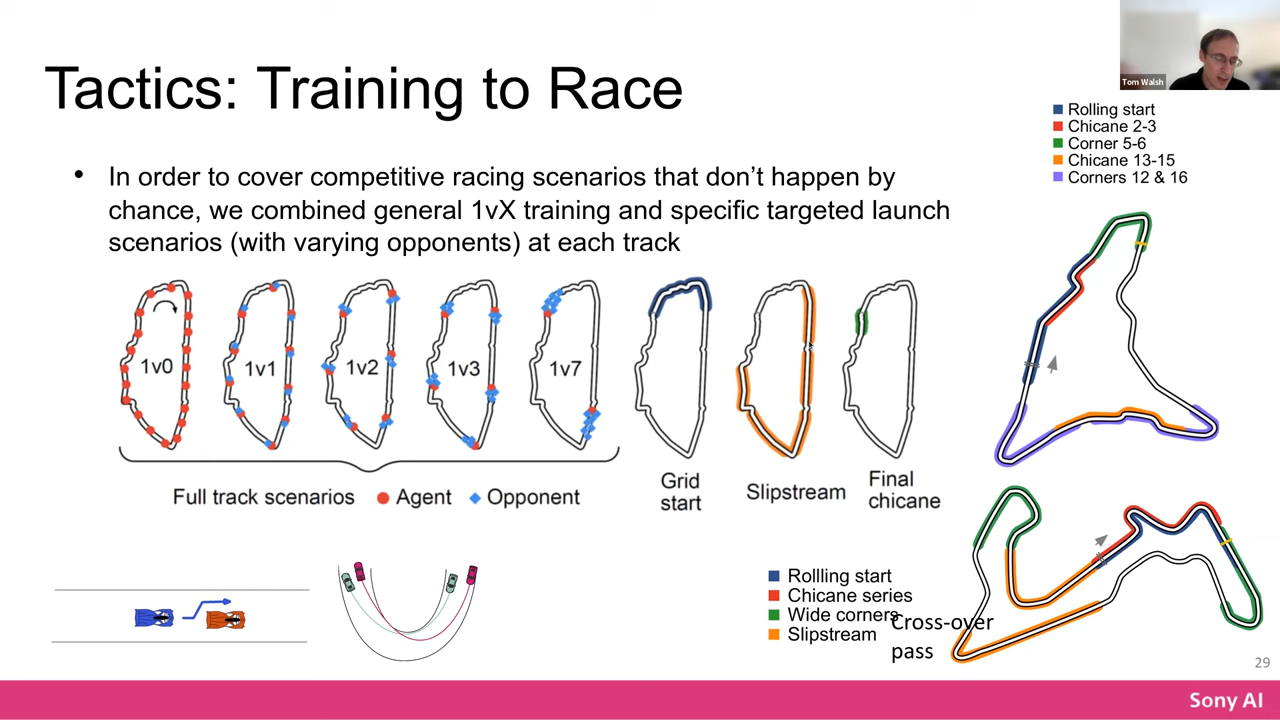 Tactics: Training to Race
Tom Walsh
Rolling start
Chicane 2-3
Corner 5-6
Chicane 13-15
Corners 12 & 16
• In order to cover competitive racing scenarios that don’t happen by
chance, we combined general 1vX training and specific targeted launch
scenarios (with varying opponents) at each track
1v0
1v1
1v2
1v3
1v7
Full track scenarios
Agent
Opponent
Grid
start
Slipstream
Final
chicane
Rollling start
Chicane series
Wide corners
Slipstream
Cross-over
pass
29
Sony AI